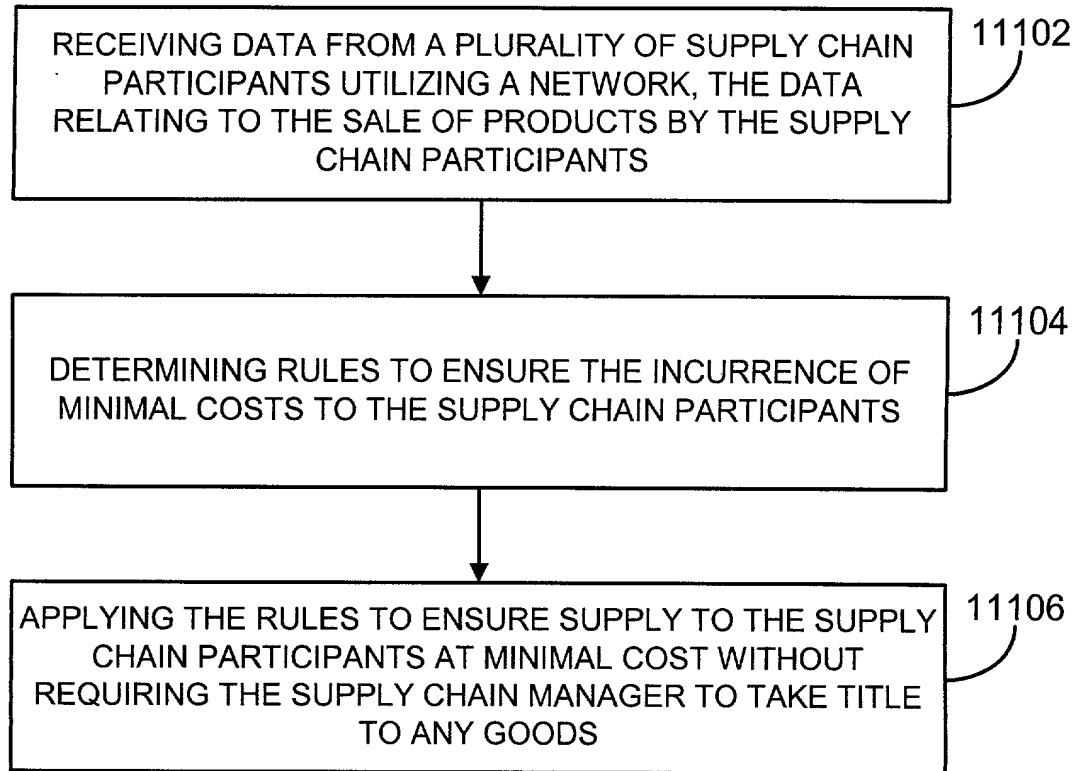 RECEIVING DATA FROM A PLURALITY OF SUPPLY CHAIN
PARTICIPANTS UTILIZING A NETWORK, THE DATA
RELATING TO THE SALE OF PRODUCTS BY THE SUPPLY
CHAIN PARTICIPANTS
11102
DETERMINING RULES TO ENSURE THE INCURRENCE OF
MINIMAL COSTS TO THE SUPPLY CHAIN PARTICIPANTS
11104
APPLYING THE RULES TO ENSURE SUPPLY TO THE SUPPLY
CHAIN PARTICIPANTS AT MINIMAL COST WITHOUT
REQUIRING THE SUPPLY CHAIN MANAGER TO TAKE TITLE
TO ANY GOODS
11106